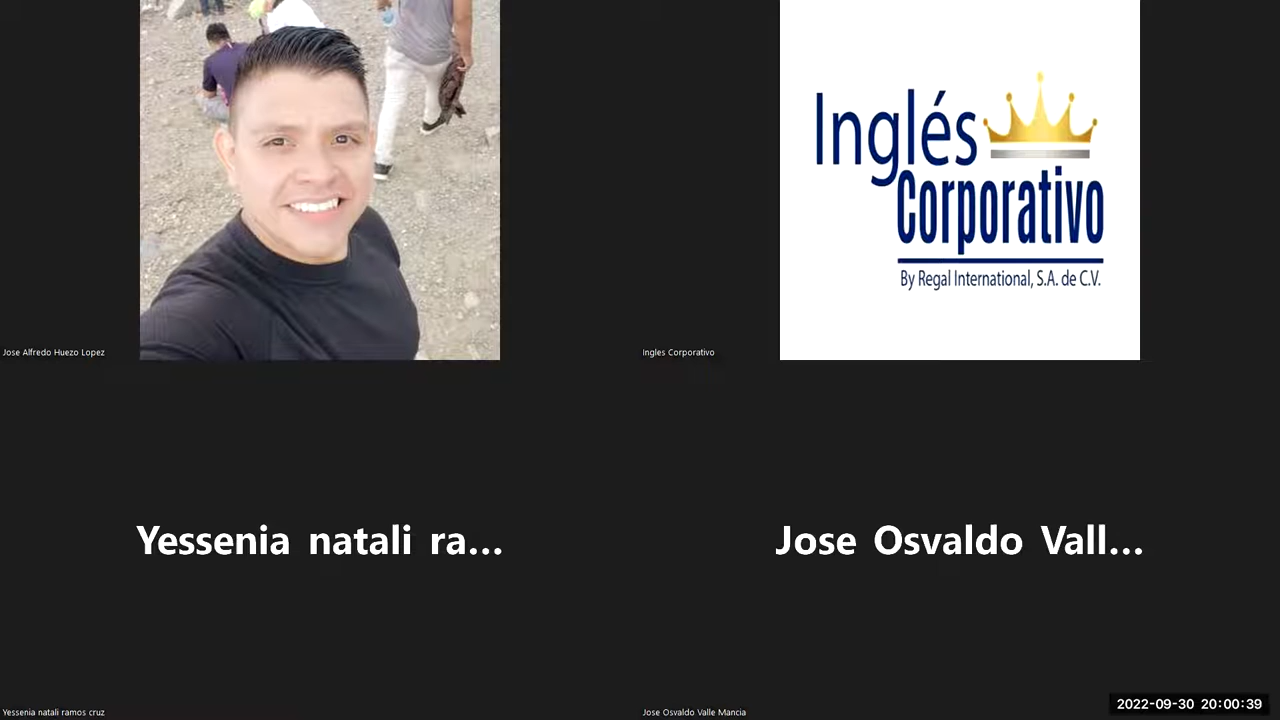 Jose Alfredo Huezo Lopez
Inglés
Corporativo
By Regal International, S.A. de C.V.
Ingles Corporativo
Yessenia natali ra...
Jose Osvaldo Vall...
Yessenia natali ramos cruz
Jose Osvaldo Valle Mancia
2022-09-30 20:00:39